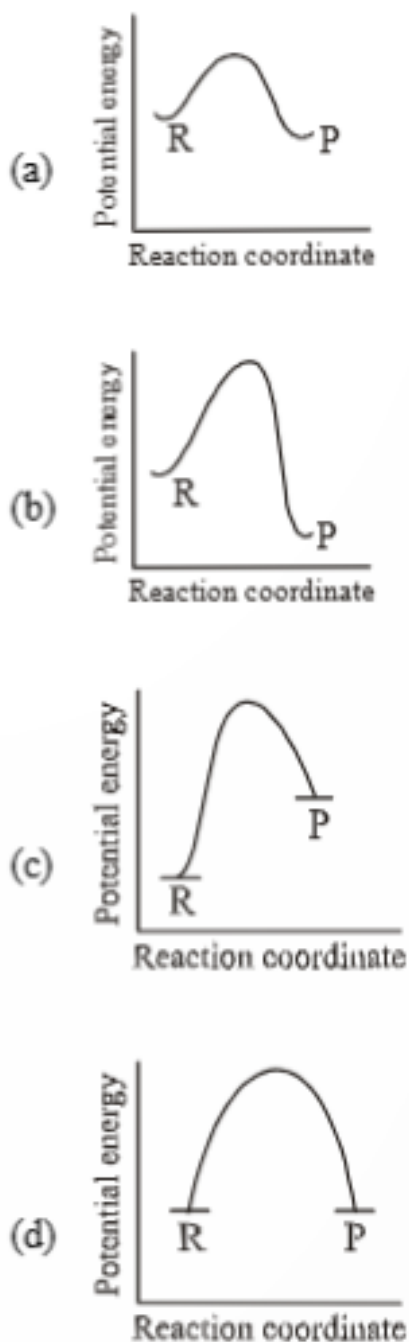 Potential energy
R
P
(a)
Reaction coordinate
Potential energy
R
P
(b)
Reaction coordinate
Potential energy
R
P
(c)
Reaction coordinate
Potential energy
R
P
(d)
Reaction coordinate